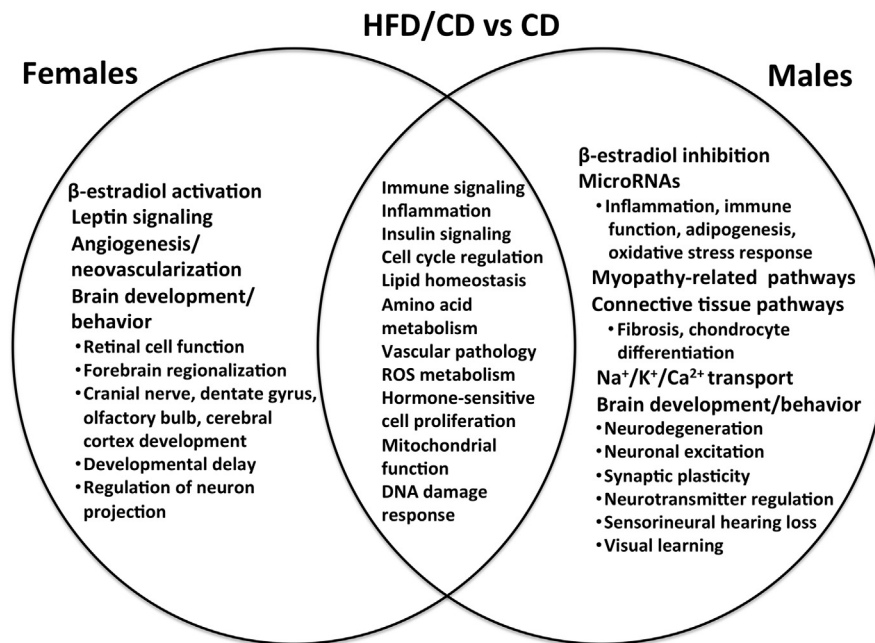 HFD/CD vs CD
Females
Males
β-estradiol activation
Leptin signaling
Angiogenesis/
neovascularization
Brain development/
behavior
•Retinal cell function
•Forebrain regionalization
•Cranial nerve, dentate gyrus,
olfactory bulb, cerebral
cortex development
•Developmental delay
•Regulation of neuron
projection
Immune signaling
Inflammation
Insulin signaling
Cell cycle regulation
Lipid homeostasis
Amino acid
metabolism
Vascular pathology
ROS metabolism
Hormone-sensitive
cell proliferation
Mitochondrial
function
DNA damage
response
β-estradiol inhibition
MicroRNAs
•Inflammation, immune
function, adipogenesis,
oxidative stress response
Myopathy-related pathways
Connective tissue pathways
•Fibrosis, chondrocyte
differentiation
Na⁺/K⁺/Ca²⁺ transport
Brain development/behavior
•Neurodegeneration
•Neuronal excitation
•Synaptic plasticity
•Neurotransmitter regulation
•Sensorineural hearing loss
•Visual learning